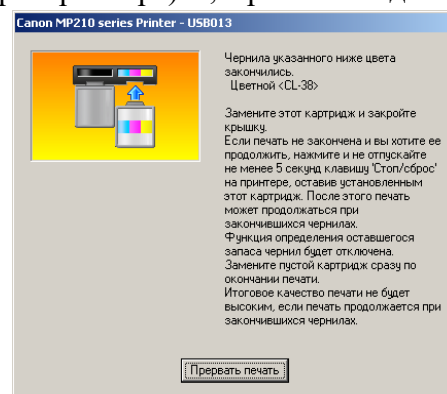 Canon MP210 series Printer - USB013
Чернила указанного ниже цвета
закончились.
Цветной <CL-38>
Замените этот картридж и закройте
крышку.
Если печать не закончена и вы хотите ее
продолжить, нажмите и не отпускайте
не менее 5 секунд клавишу 'Стоп/сброс'
на принтере, оставив установленным
этот картридж. После этого печать
может продолжаться при
закончившихся чернилах.
Функция определения оставшегося
запаса чернил будет отключена.
Замените пустой картридж сразу по
окончании печати.
Итоговое качество печати не будет
высоким, если печать продолжается при
закончившихся чернилах.
Прервать печать